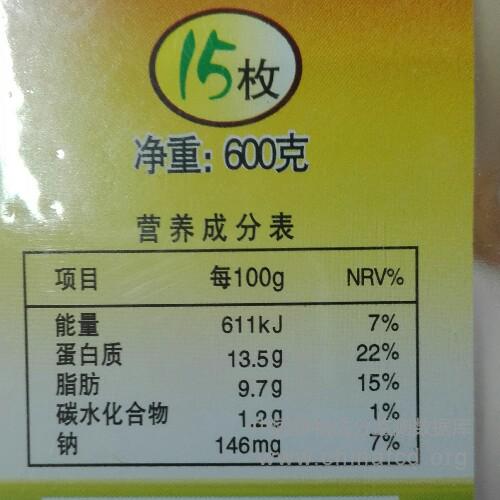 15枚
净重: 600克
营养成分表
项目 每100g NRV%
能量 611kJ 7%
蛋白质 13.5g 22%
脂肪 9.7g 15%
碳水化合物 1.2g 1%
钠 146mg 7%